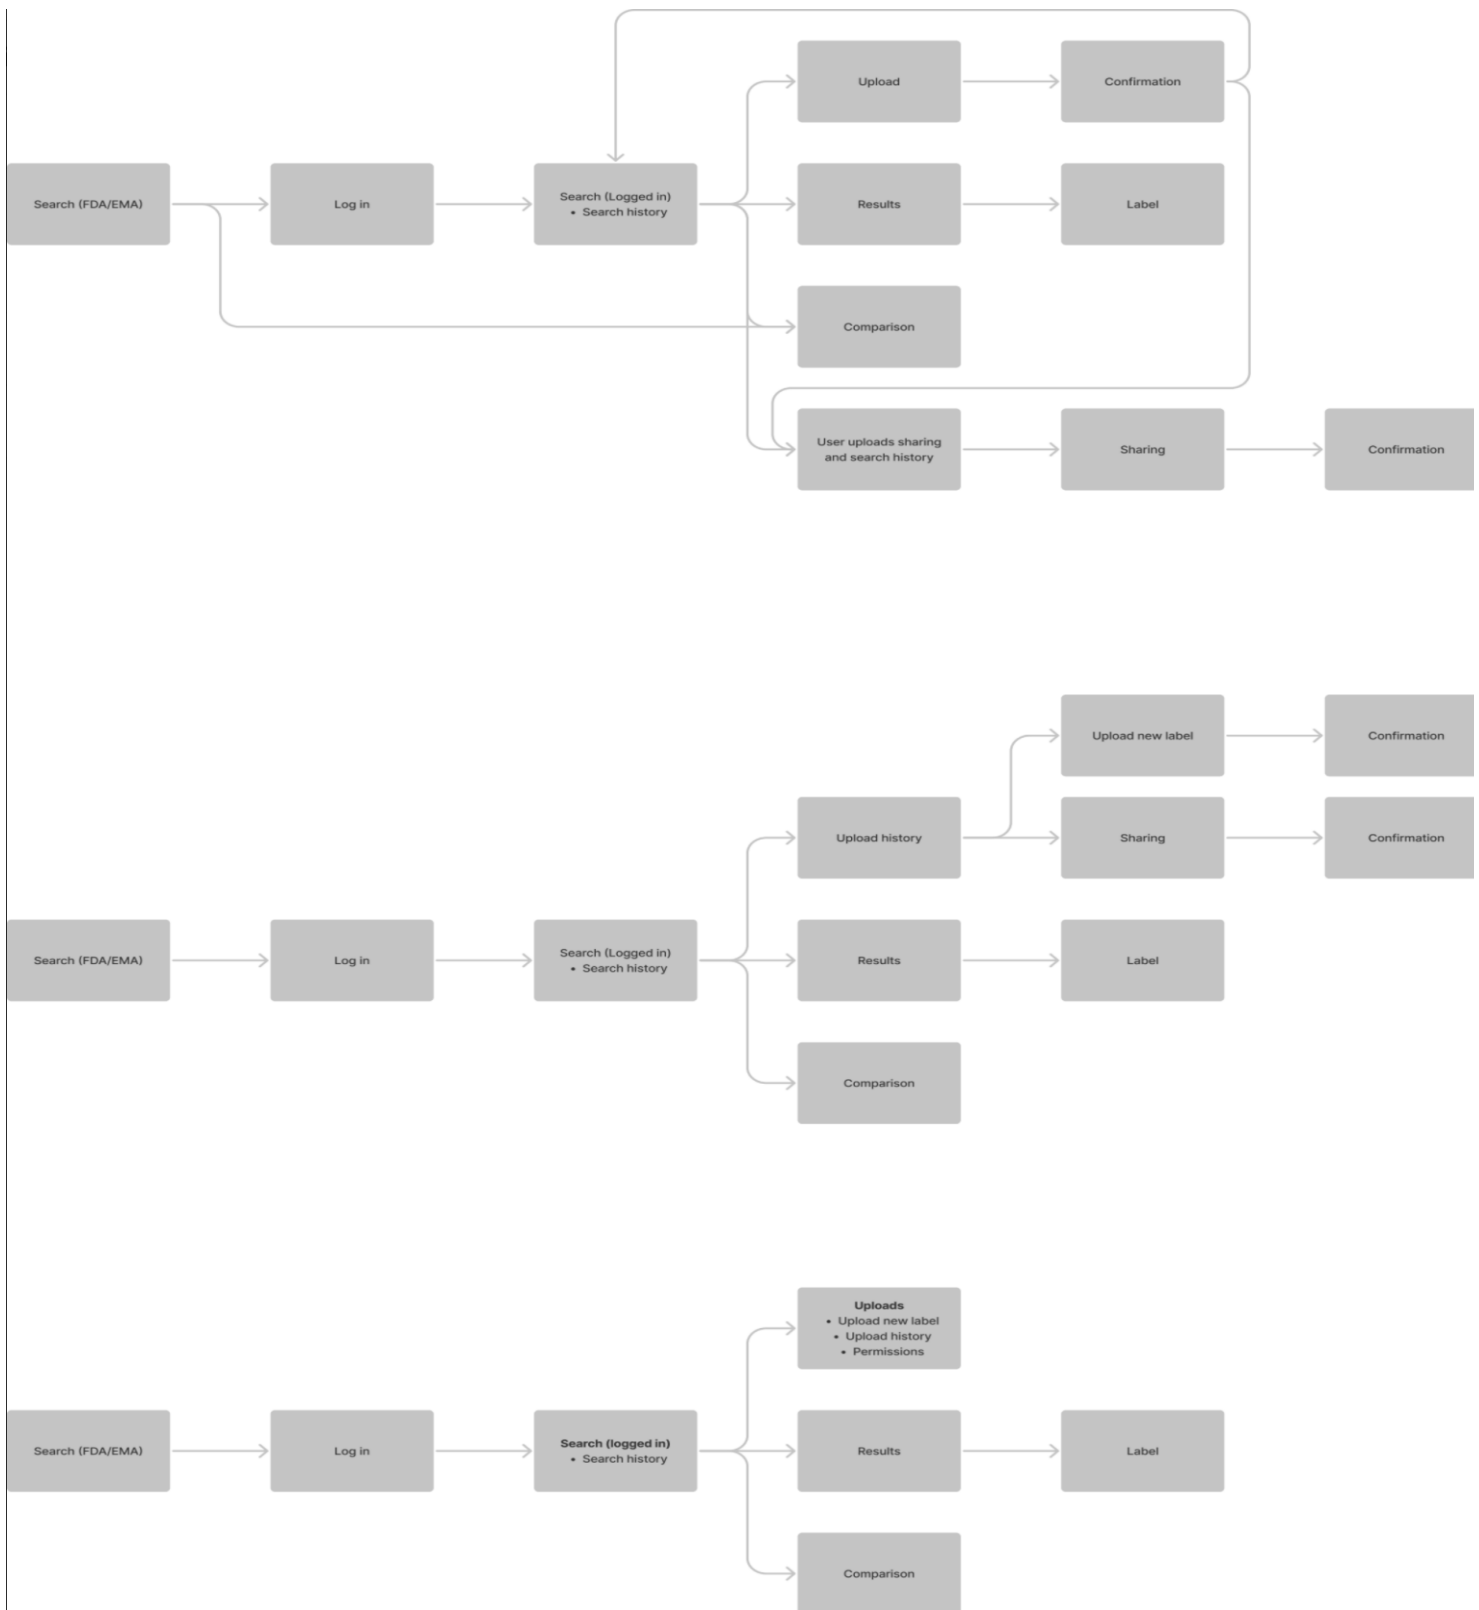 Upload
Confirmation
Search (FDA/EMA)
Log in
Search (Logged in)
• Search history
Results
Label
Comparison
User uploads sharing
and search history
Sharing
Confirmation
Upload new label
Confirmation
Upload history
Sharing
Confirmation
Search (FDA/EMA)
Log in
Search (Logged in)
• Search history
Results
Label
Comparison
Uploads
• Upload new label
• Upload history
• Permissions
Search (FDA/EMA)
Log in
Search (logged in)
• Search history
Results
Label
Comparison